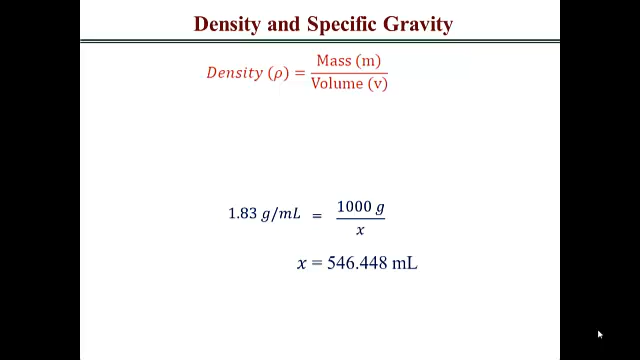 Density and Specific Gravity
Density (ρ) = Mass (m) / Volume (v)
1.83 g/mL = 1000 g / x
x = 546.448 mL